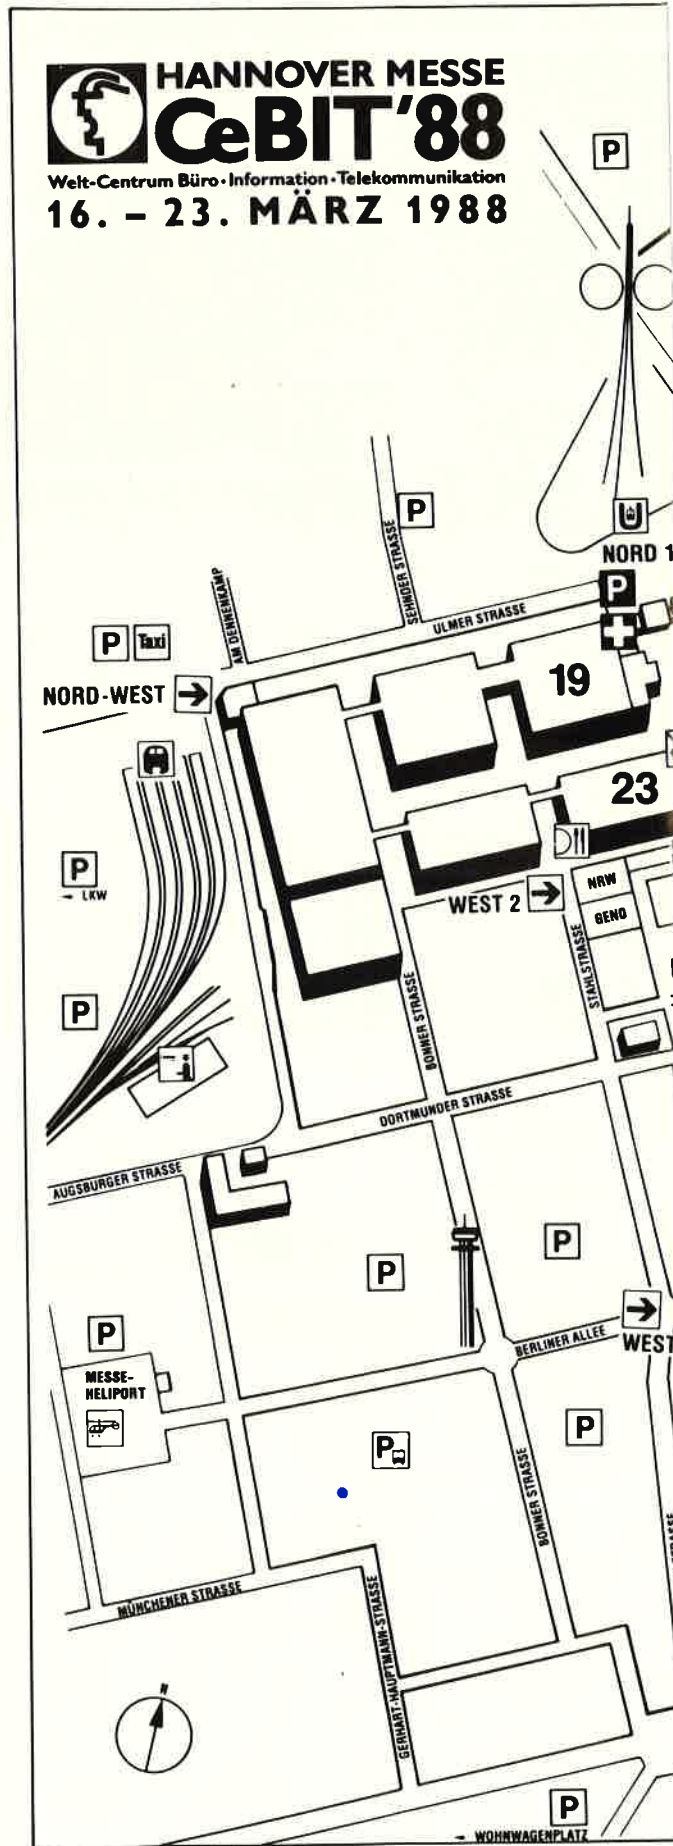 HANNOVER MESSE
CeBIT'88
Welt-Centrum Büro·Information·Telekommunikation
16. – 23. MÄRZ 1988
P
P
SEHNDER STRASSE
AM DENNENKAMP
NORD 1
P
ULMER STRASSE
P Taxi
NORD-WEST
19
23
P
→ LKW
NRW
WEST 2
GENO
STAHLSTRASSE
P
BONNER STRASSE
DORTMUNDER STRASSE
AUGSBURGER STRASSE
P
P
P
BERLINER ALLEE
WEST
MESSE-
HELIPORT
P
P
BONNER STRASSE
MÜNCHENER STRASSE
GERHART-HAUPTMANN-STRASSE
N
P
← WOHNWAGENPLATZ